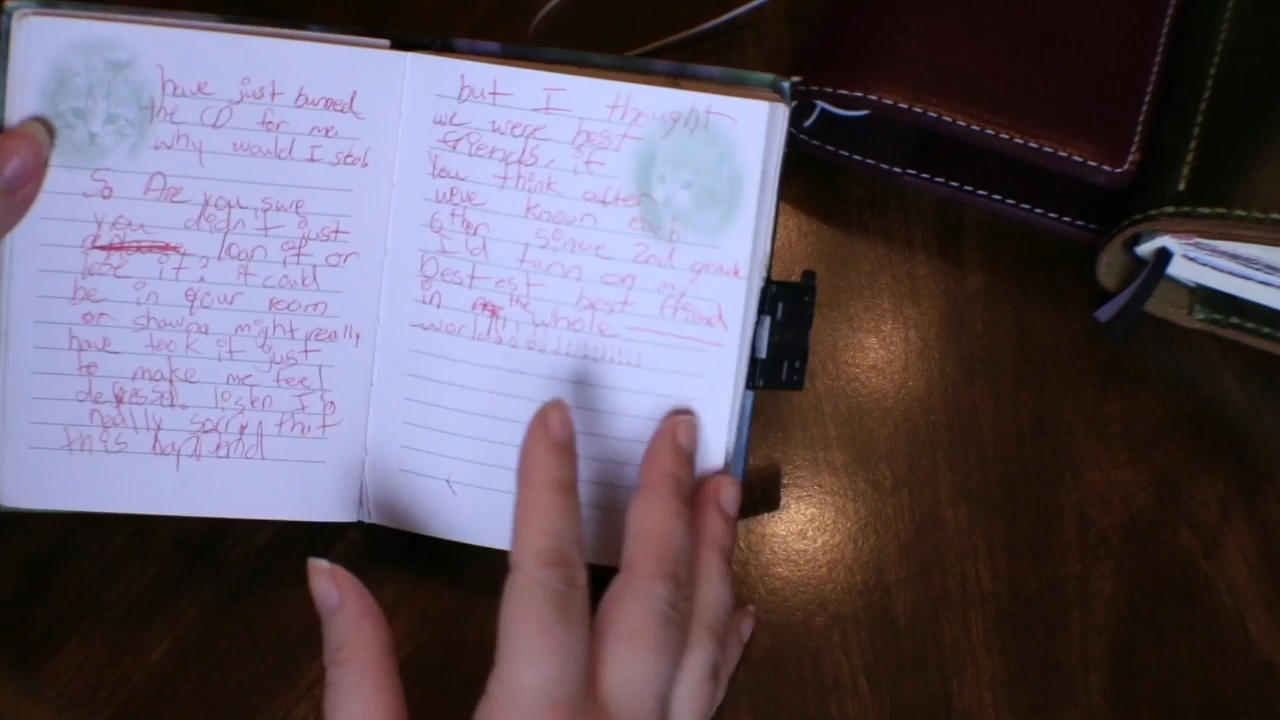 have just burned
the CD for me
why would I steal
So Are you sure
you didn't just
loan it or
lose it, it could
be in your room
or shawna might really
have took it just
to make me feel
listen I'm
really sorry that
this
but I thought
we were best
friends. if
you think after
weve known each
other sence 2nd grade
I'ld turn on my
bestest best friend
in the whole
world